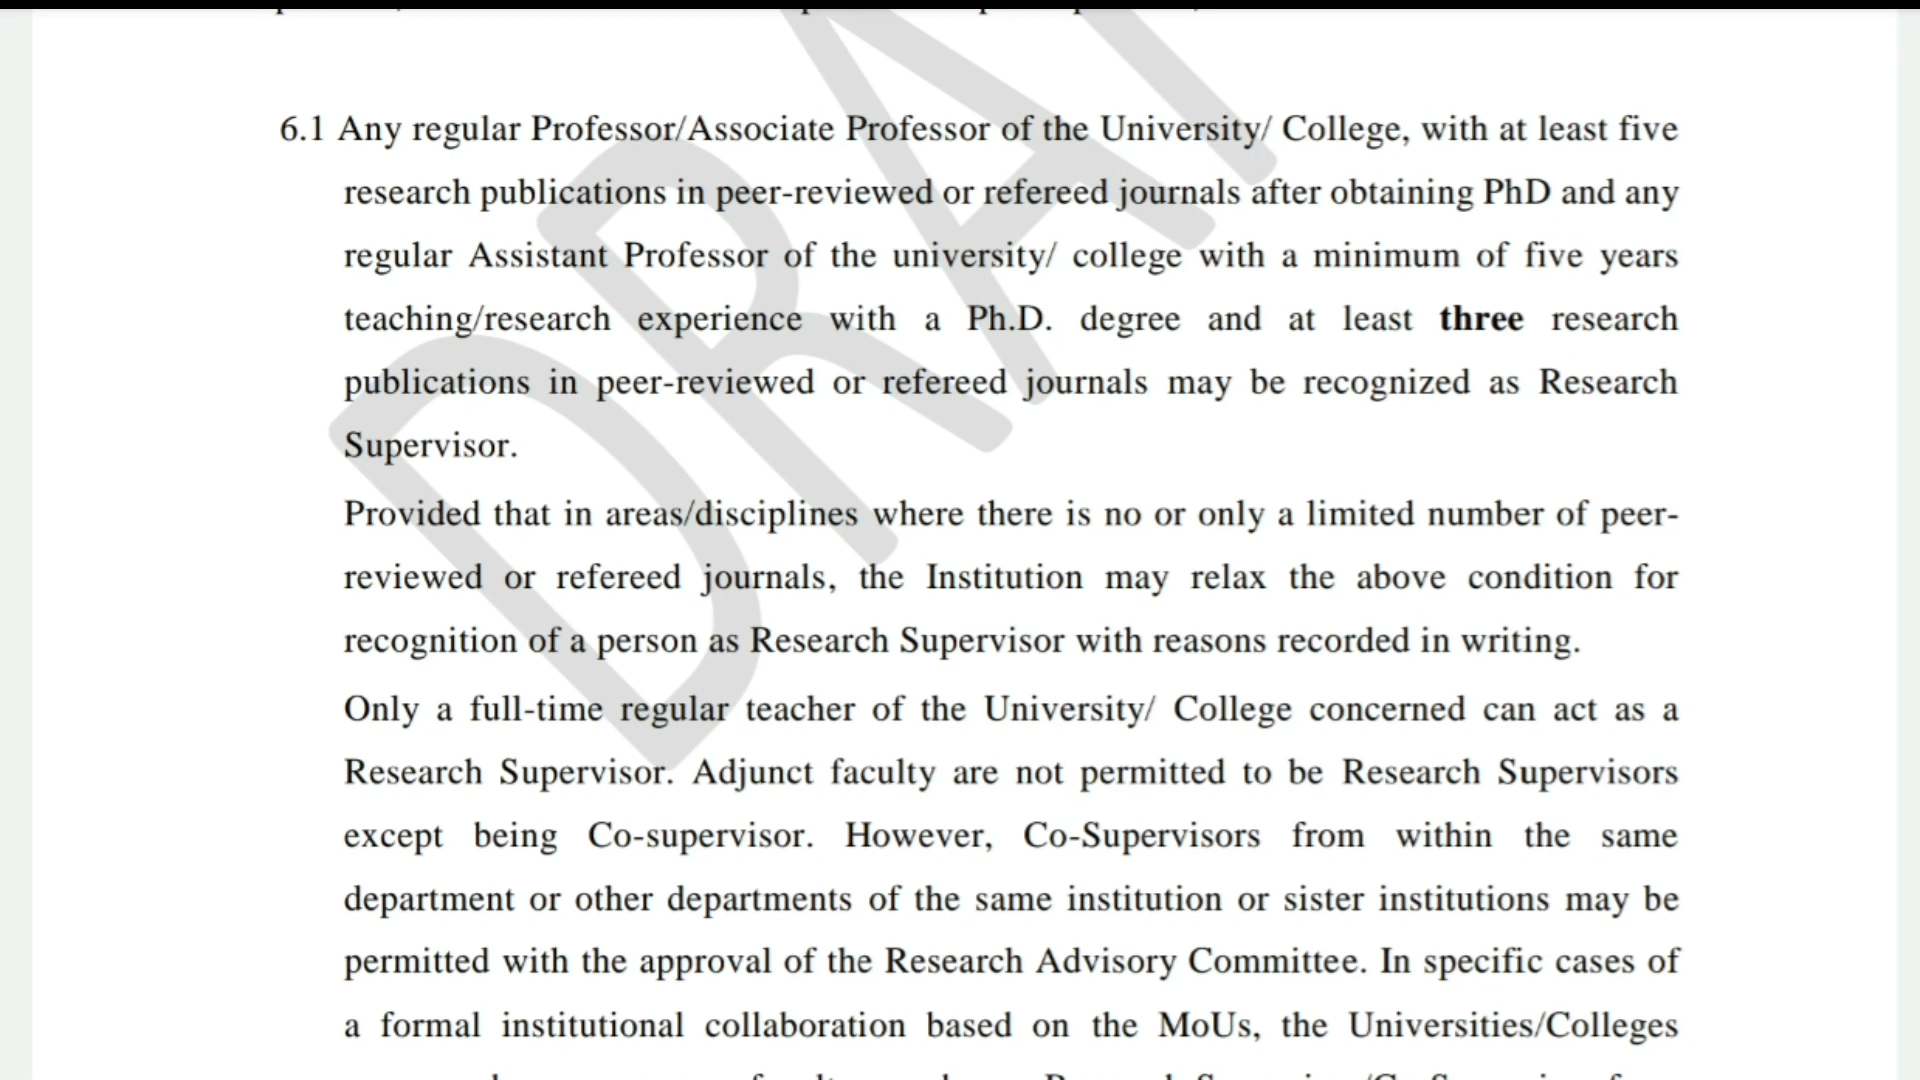 6.1 Any regular Professor/Associate Professor of the University/ College, with at least five
research publications in peer-reviewed or refereed journals after obtaining PhD and any
regular Assistant Professor of the university/ college with a minimum of five years
teaching/research experience with a Ph.D. degree and at least three research
publications in peer-reviewed or refereed journals may be recognized as Research
Supervisor.
Provided that in areas/disciplines where there is no or only a limited number of peer-
reviewed or refereed journals, the Institution may relax the above condition for
recognition of a person as Research Supervisor with reasons recorded in writing.
Only a full-time regular teacher of the University/ College concerned can act as a
Research Supervisor. Adjunct faculty are not permitted to be Research Supervisors
except being Co-supervisor. However, Co-Supervisors from within the same
department or other departments of the same institution or sister institutions may be
permitted with the approval of the Research Advisory Committee. In specific cases of
a formal institutional collaboration based on the MoUs, the Universities/Colleges